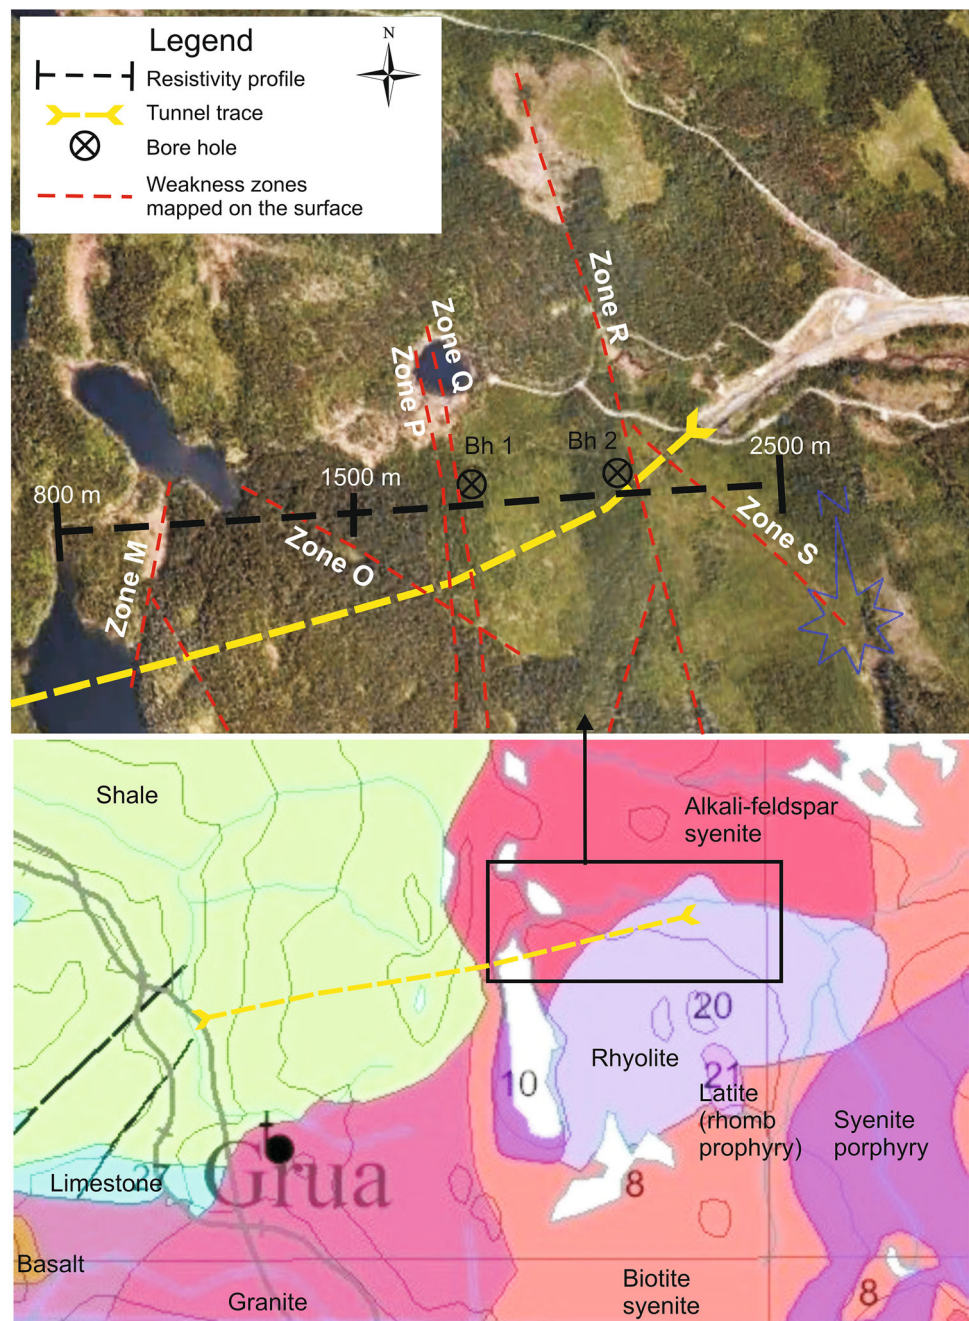 Legend
N
Resistivity profile
Tunnel trace
Bore hole
Weakness zones
mapped on the surface
Zone R
Zone Q
Zone P
Bh 1
Bh 2
2500 m
1500 m
800 m
Zone S
Zone O
Zone M
N
Shale
Alkali-feldspar
syenite
20
Rhyolite
21
10
Latite
(rhomb
prophyry)
Syenite
porphyry
Limestone
27
Grua
8
Basalt
Granite
Biotite
syenite
8